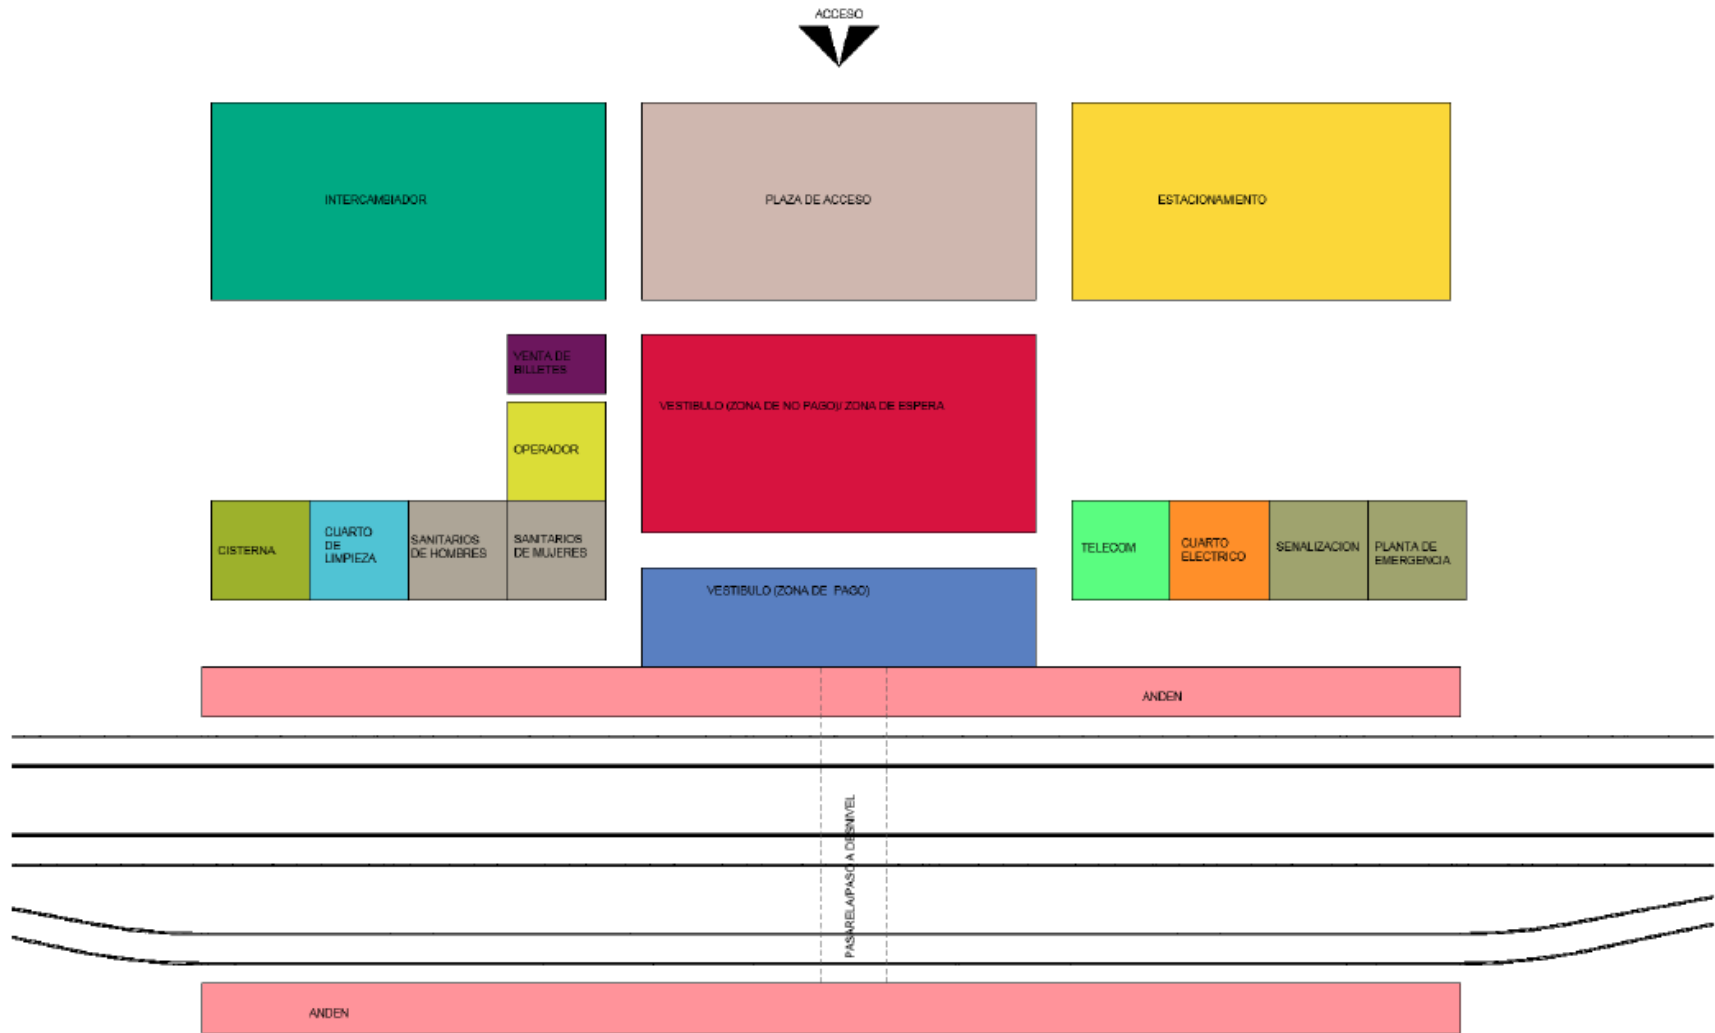 ACCESO
INTERCAMBIADOR
PLAZA DE ACCESO
ESTACIONAMIENTO
VENTA DE
BILLETES
OPERADOR
VESTIBULO (ZONA DE NO PAGO)/ ZONA DE ESPERA
CISTERNA
CUARTO
DE
LIMPIEZA
SANITARIOS
DE HOMBRES
SANITARIOS
DE MUJERES
TELECOM
CUARTO
ELECTRICO
SENALIZACION
PLANTA DE
EMERGENCIA
VESTIBULO (ZONA DE  PAGO)
ANDEN
PASARELA/PASO A DESNIVEL
ANDEN